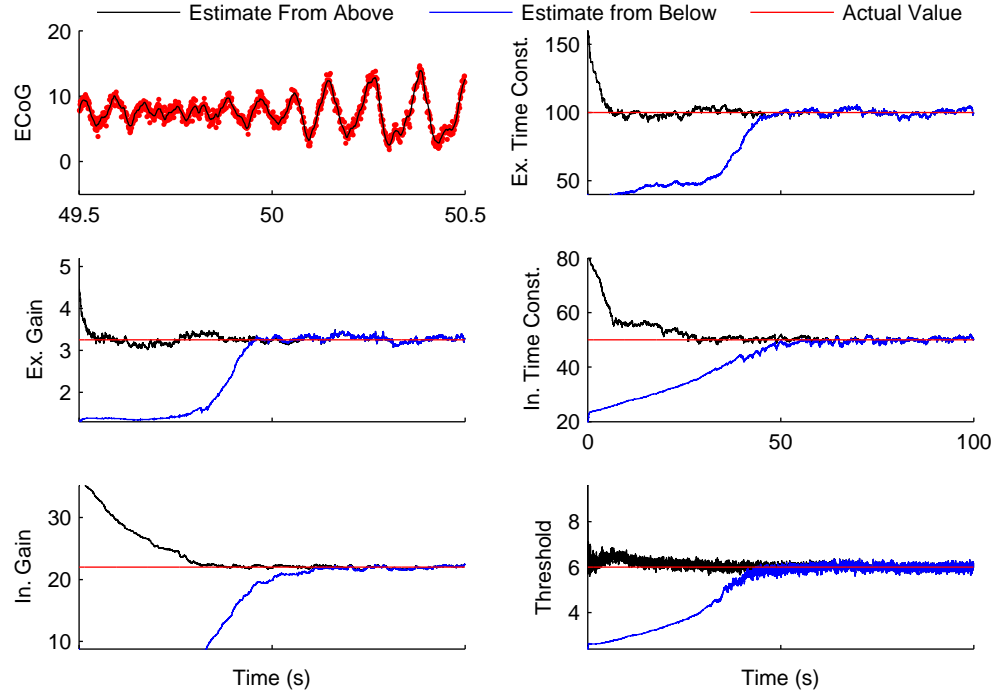 Estimate From Above
Estimate from Below
Actual Value
20
10
0
ECoG
49.5
50
50.5
150
100
50
Ex. Time Const.
5
4
3
2
Ex. Gain
80
60
40
20
In. Time Const.
0
50
100
30
20
10
In. Gain
Time (s)
8
6
4
Threshold
Time (s)